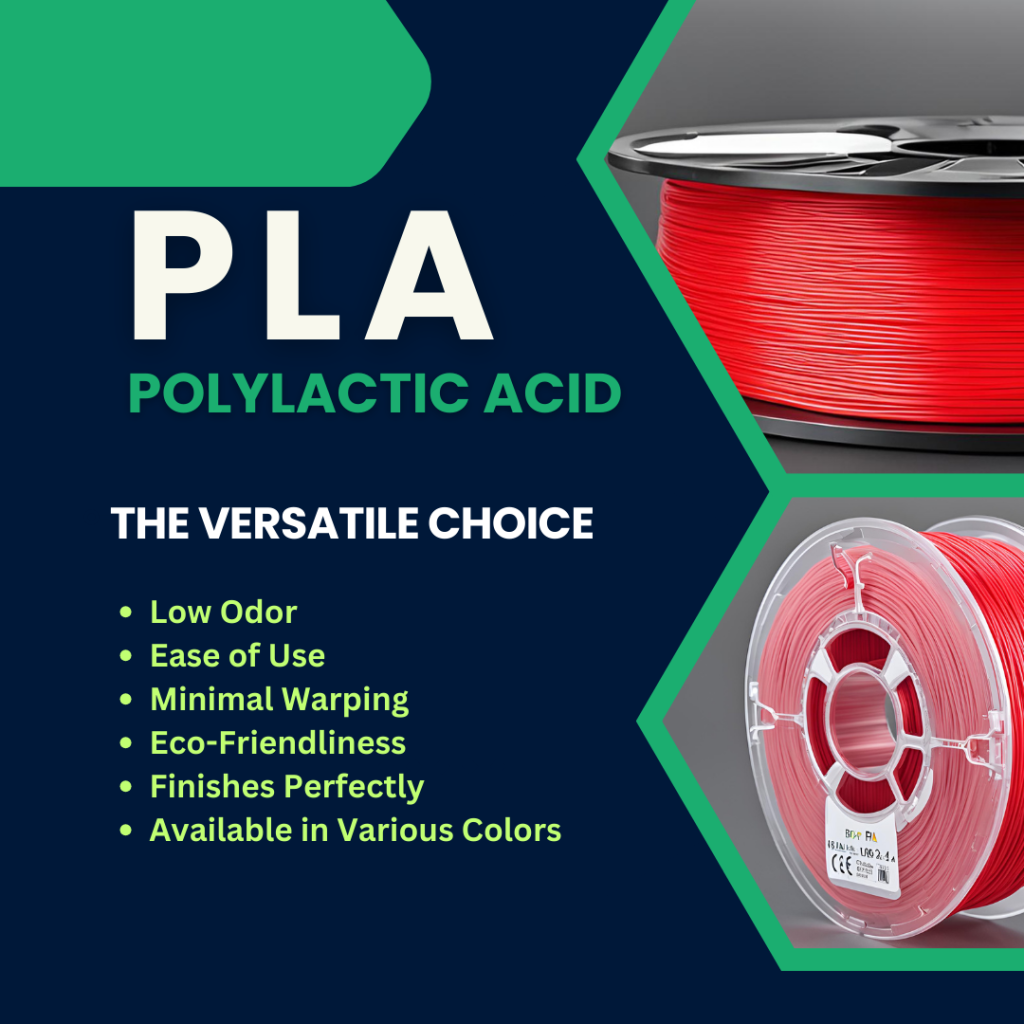 PLA
POLYLACTIC ACID
THE VERSATILE CHOICE
• Low Odor
• Ease of Use
• Minimal Warping
• Eco-Friendliness
• Finishes Perfectly
• Available in Various Colors
CE